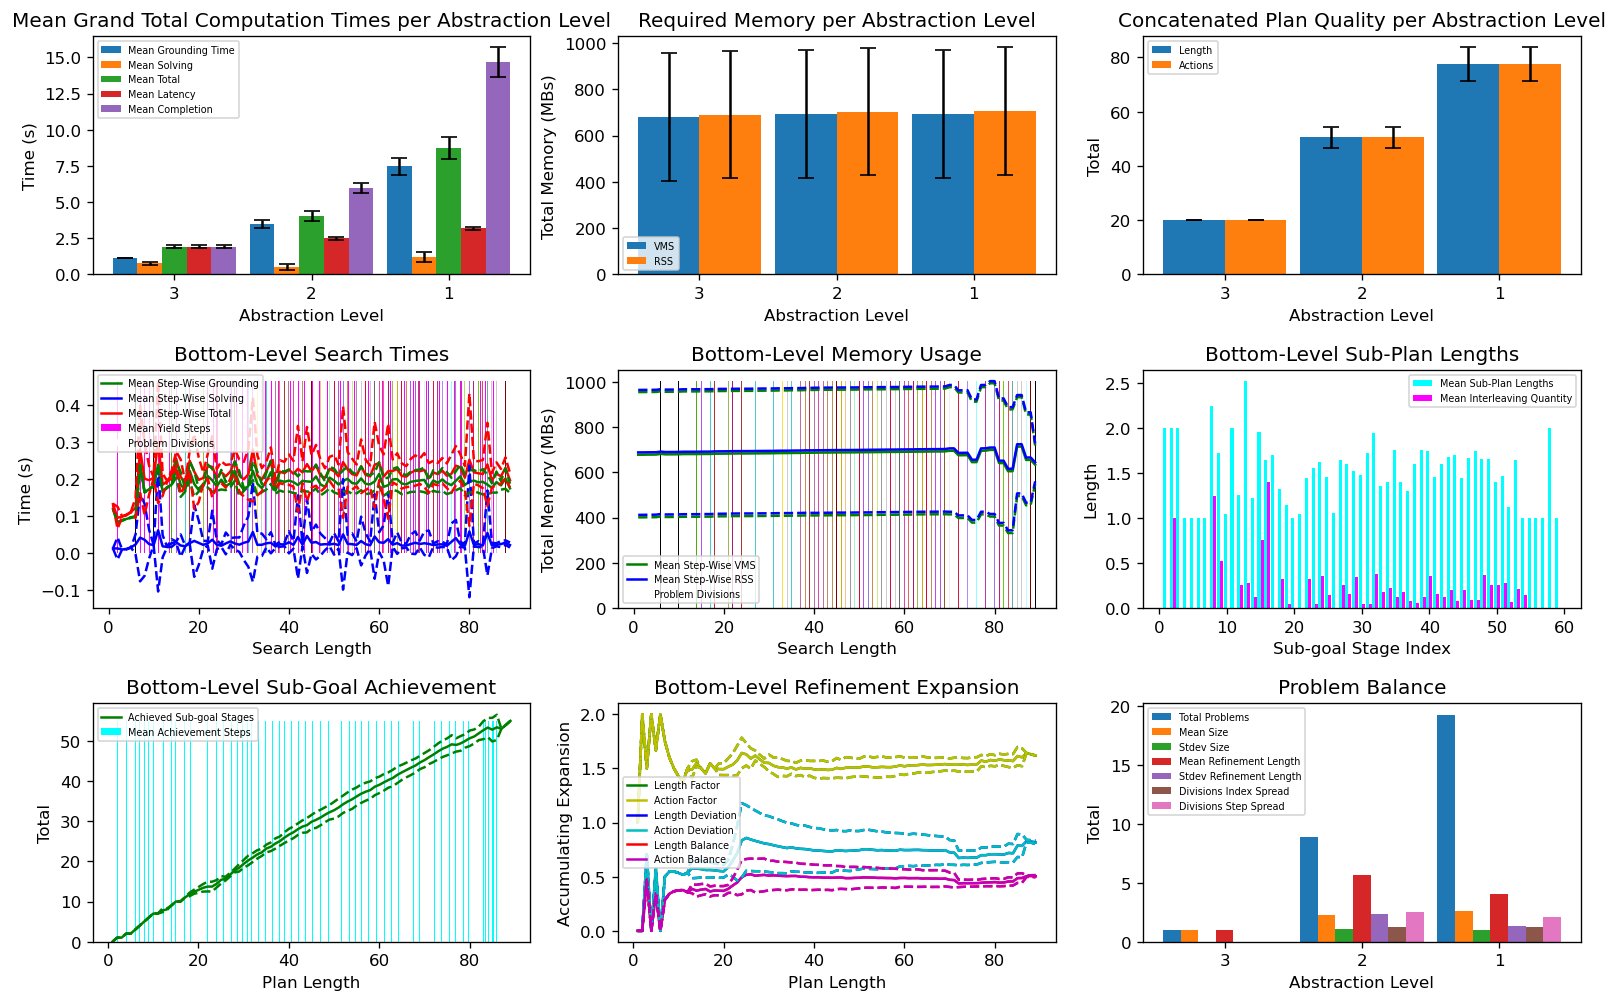 Mean Grand Total Computation Times per Abstraction Level
Required Memory per Abstraction Level
Concatenated Plan Quality per Abstraction Level
Time (s)
15.0
12.5
10.0
7.5
5.0
2.5
0.0
Mean Grounding Time
Mean Solving
Mean Total
Mean Latency
Mean Completion
3 2 1
Abstraction Level
Total Memory (MBs)
1000
800
600
400
200
0
VMS
RSS
3 2 1
Abstraction Level
Total
80
60
40
20
0
Length
Actions
3 2 1
Abstraction Level
Bottom-Level Search Times
Bottom-Level Memory Usage
Bottom-Level Sub-Plan Lengths
Time (s)
0.4
0.3
0.2
0.1
0.0
−0.1
Mean Step-Wise Grounding
Mean Step-Wise Solving
Mean Step-Wise Total
Mean Yield Steps
Problem Divisions
0 20 40 60 80
Search Length
Total Memory (MBs)
1000
800
600
400
200
0
Mean Step-Wise VMS
Mean Step-Wise RSS
Problem Divisions
0 20 40 60 80
Search Length
Length
2.5
2.0
1.5
1.0
0.5
0.0
Mean Sub-Plan Lengths
Mean Interleaving Quantity
0 10 20 30 40 50 60
Sub-goal Stage Index
Bottom-Level Sub-Goal Achievement
Bottom-Level Refinement Expansion
Problem Balance
Total
50
40
30
20
10
0
Achieved Sub-goal Stages
Mean Achievement Steps
0 20 40 60 80
Plan Length
Accumulating Expansion
2.0
1.5
1.0
0.5
0.0
Length Factor
Action Factor
Length Deviation
Action Deviation
Length Balance
Action Balance
0 20 40 60 80
Plan Length
Total
20
15
10
5
0
Total Problems
Mean Size
Stdev Size
Mean Refinement Length
Stdev Refinement Length
Divisions Index Spread
Divisions Step Spread
3 2 1
Abstraction Level